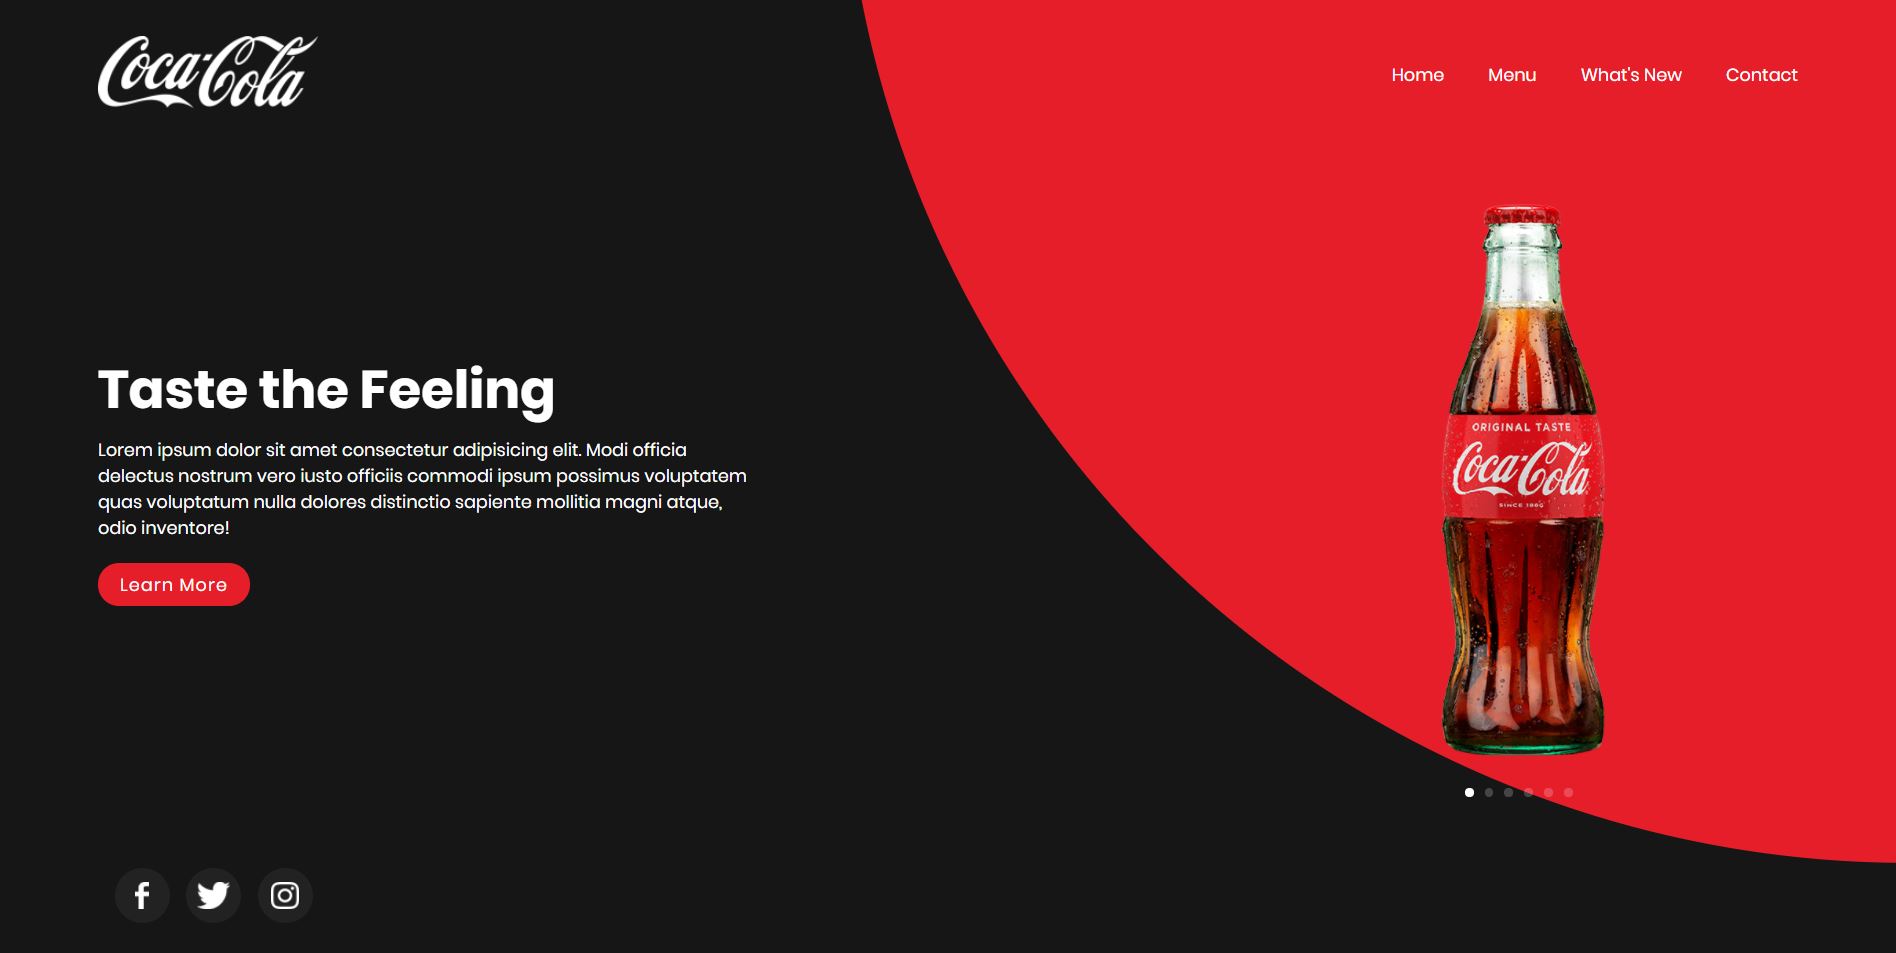 Coca-Cola
Home Menu What's New Contact
Taste the Feeling
Lorem ipsum dolor sit amet consectetur adipisicing elit. Modi officia
delectus nostrum vero iusto officiis commodi ipsum possimus voluptatem
quas voluptatum nulla dolores distinctio sapiente mollitia magni atque,
odio inventore!
Learn More
ORIGINAL TASTE
Coca-Cola
SINCE 1886